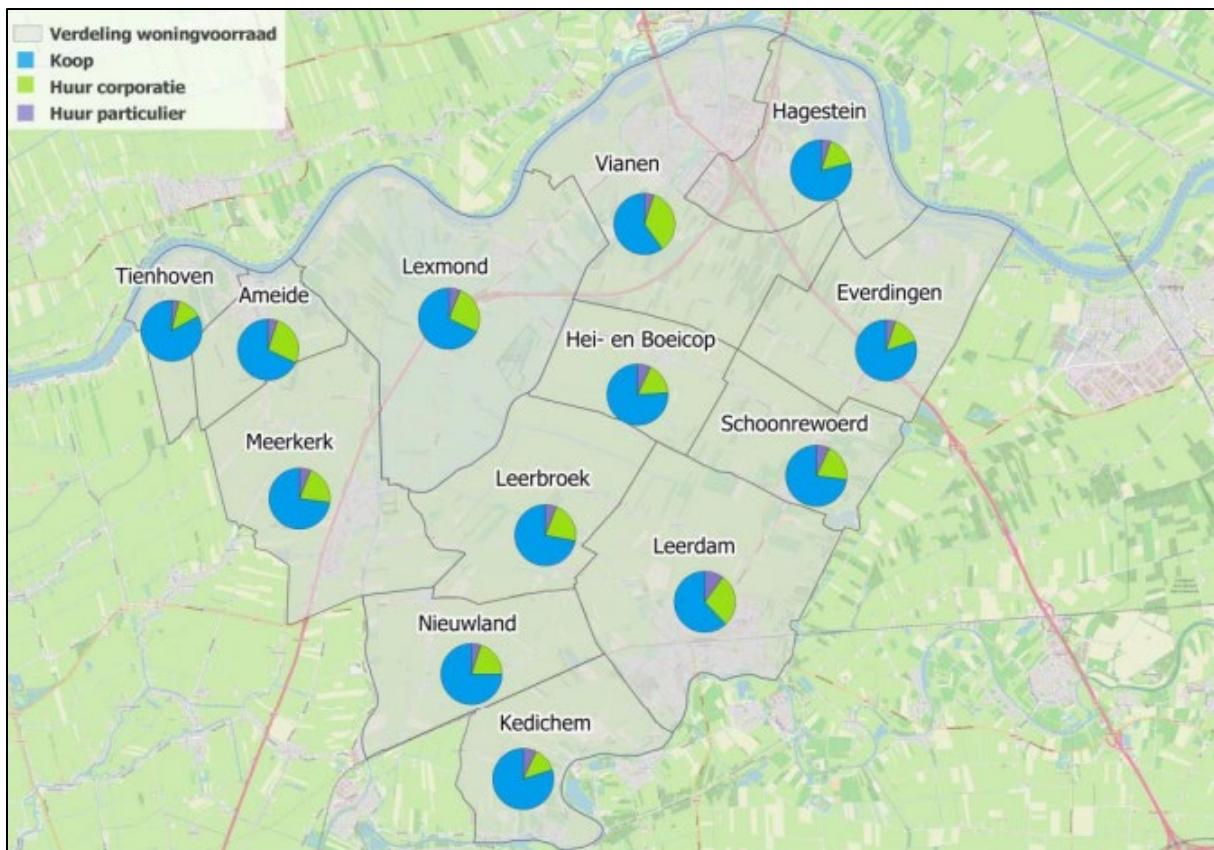 Verdeling woningvoorraad
Koop
Huur corporatie
Huur particulier
Hagestein
Vianen
Lexmond
Tienhoven
Ameide
Everdingen
Hei- en Boeicop
Schoonrewoerd
Meerkerk
Leerbroek
Leerdam
Nieuwland
Kedichem